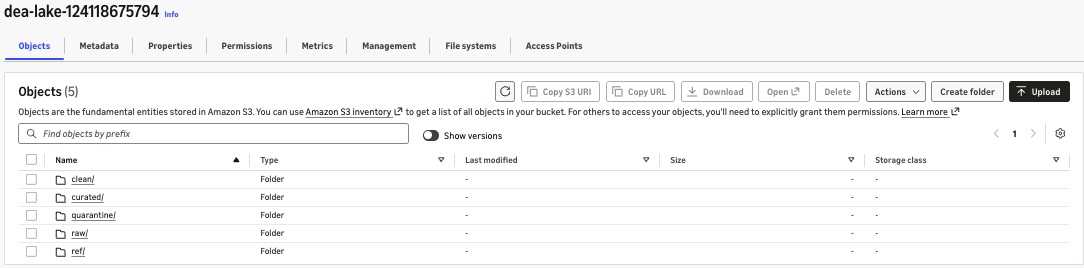 dea-lake-124118675794 Info
Objects Metadata Properties Permissions Metrics Management File systems Access Points
Objects (5) Copy S3 URI Copy URL Download Open Delete Actions Create folder Upload
Objects are the fundamental entities stored in Amazon S3. You can use Amazon S3 inventory to get a list of all objects in your bucket. For others to access your objects, you'll need to explicitly grant them permissions. Learn more
Find objects by prefix Show versions 1
Name Type Last modified Size Storage class
clean/ Folder - - -
curated/ Folder - - -
quarantine/ Folder - - -
raw/ Folder - - -
ref/ Folder - - -